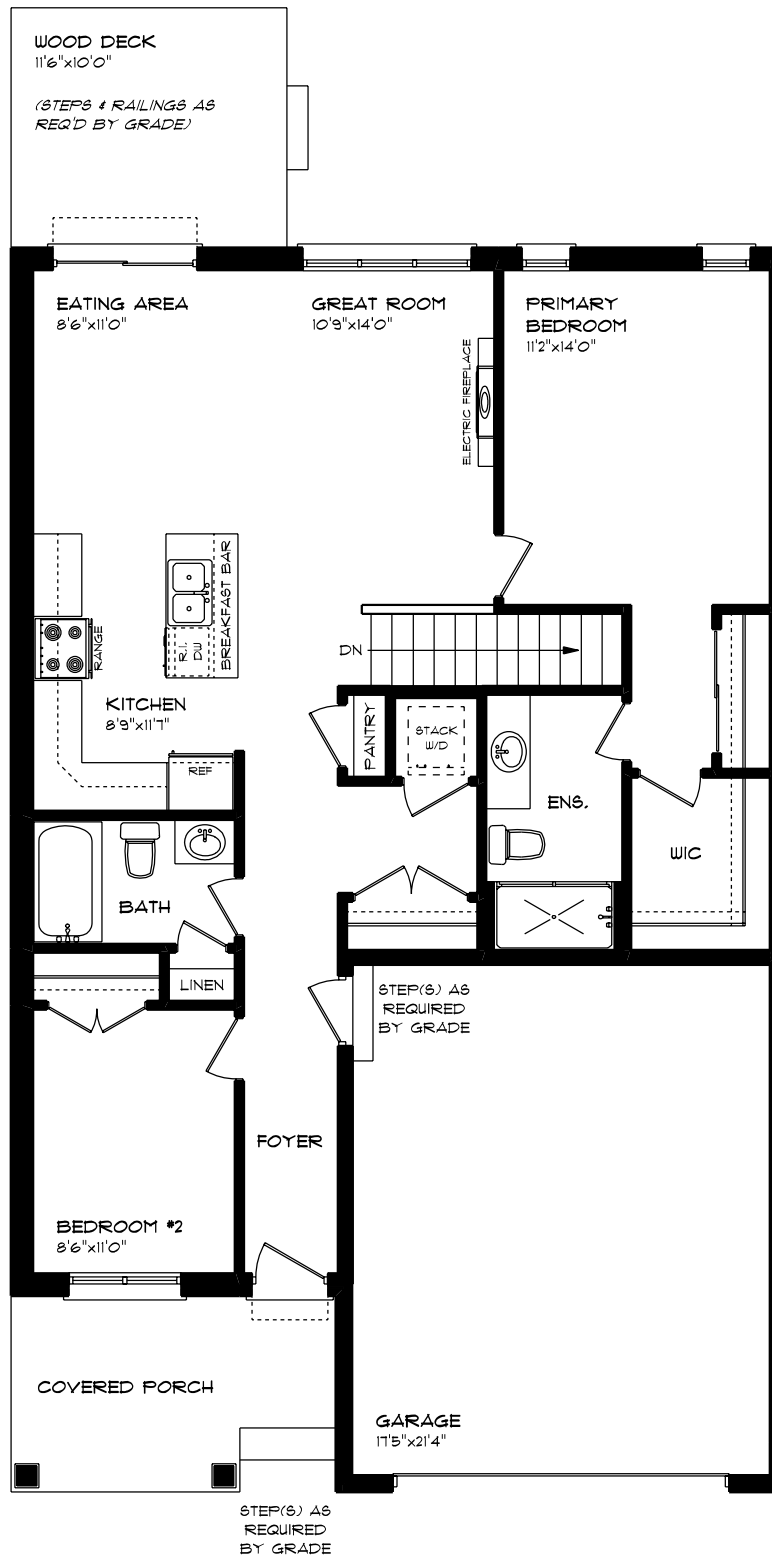 WOOD DECK
11'6"x10'0"
(STEPS & RAILINGS AS
REQ'D BY GRADE)
EATING AREA
8'6"x11'0"
GREAT ROOM
10'9"x14'0"
PRIMARY
BEDROOM
11'2"x14'0"
ELECTRIC FIREPLACE
BREAKFAST BAR
R.I.
DW
RANGE
DN
KITCHEN
8'9"x11'7"
REF
PANTRY
STACK
W/D
ENS.
WIC
BATH
LINEN
STEP(S) AS
REQUIRED
BY GRADE
FOYER
BEDROOM #2
8'6"x11'0"
COVERED PORCH
GARAGE
17'5"x21'4"
STEP(S) AS
REQUIRED
BY GRADE